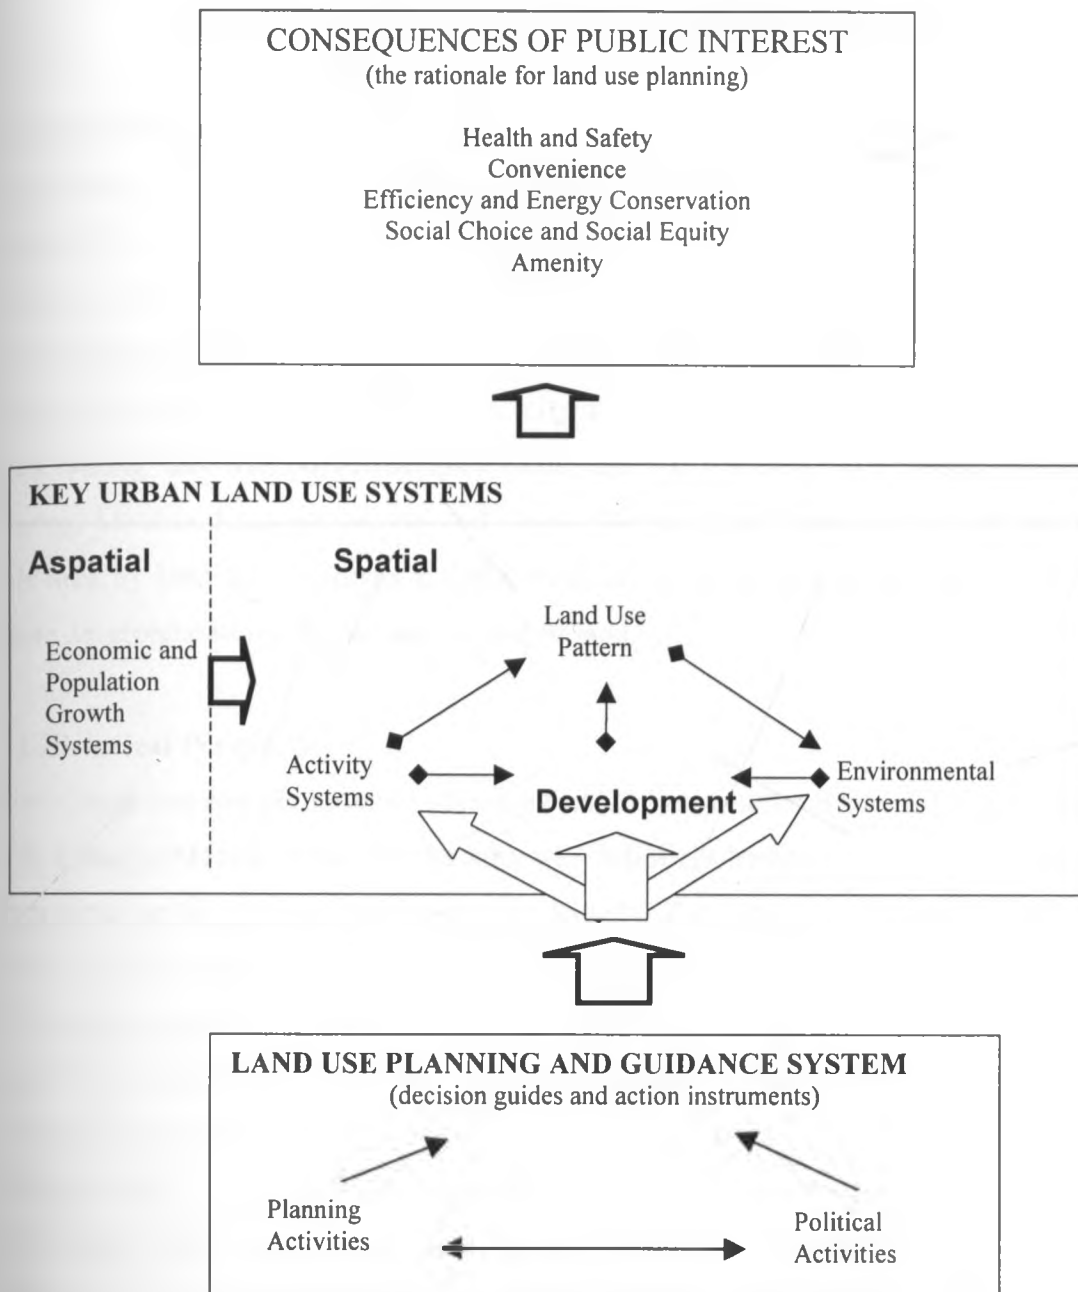 CONSEQUENCES OF PUBLIC INTEREST
(the rationale for land use planning)
Health and Safety
Convenience
Efficiency and Energy Conservation
Social Choice and Social Equity
Amenity
KEY URBAN LAND USE SYSTEMS
Aspatial
Spatial
Economic and
Population
Growth
Systems
Land Use
Pattern
Activity
Systems
Development
Environmental
Systems
LAND USE PLANNING AND GUIDANCE SYSTEM
(decision guides and action instruments)
Planning
Activities
Political
Activities